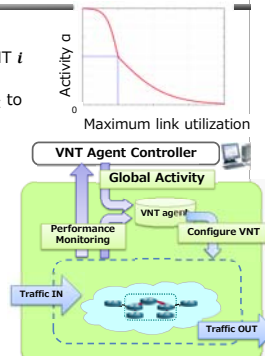 NT i
to
Activity α
0
Maximum link utilization
VNT Agent Controller
Global Activity
VNT agent
Performance
Monitoring
Configure VNT
Traffic IN
Traffic OUT